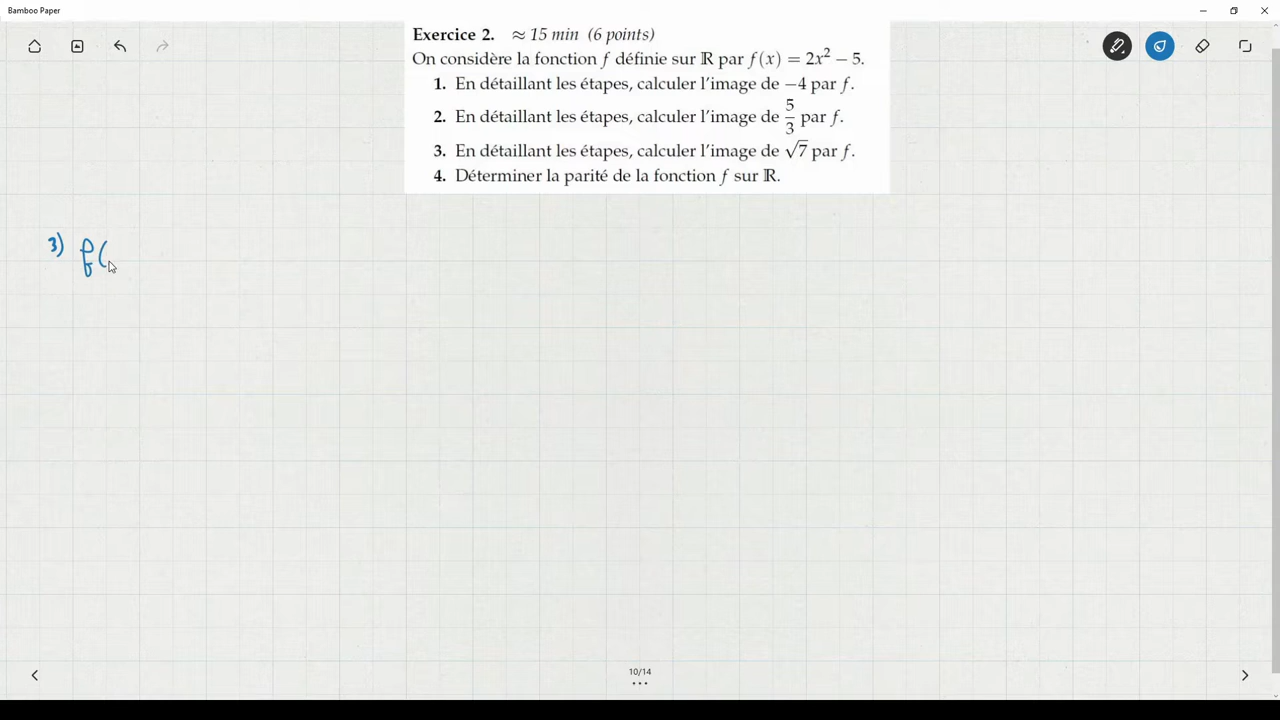 Bamboo Paper
Exercice 2. ≈ 15 min (6 points)
On considère la fonction f définie sur ℝ par f(x) = 2x² − 5.
1. En détaillant les étapes, calculer l'image de −4 par f.
2. En détaillant les étapes, calculer l'image de 5/3 par f.
3. En détaillant les étapes, calculer l'image de √7 par f.
4. Déterminer la parité de la fonction f sur ℝ.
3) f(
10/14